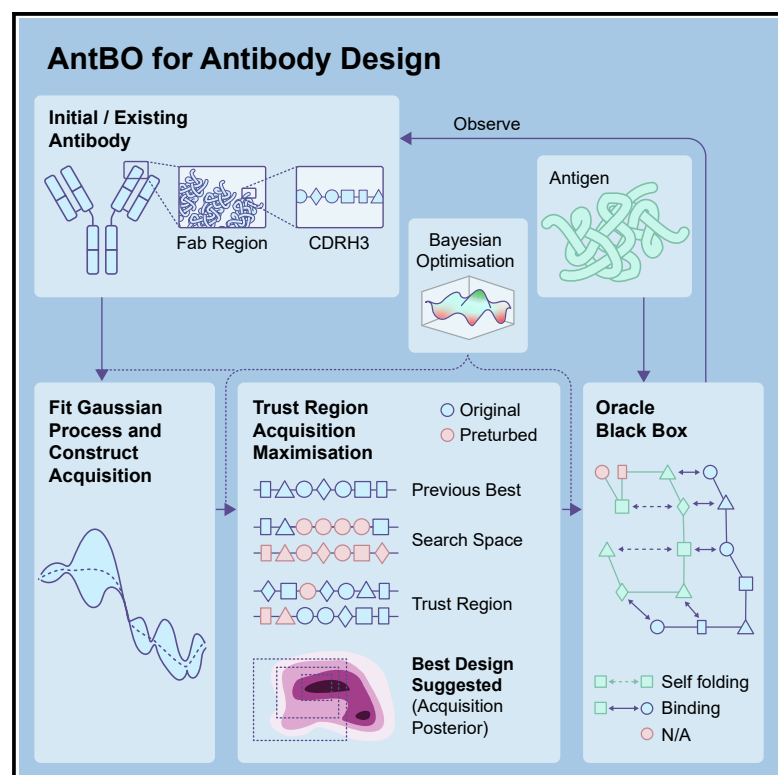 AntBO for Antibody Design
Initial / Existing
Antibody
Fab Region
CDRH3
Observe
Antigen
Bayesian
Optimisation
Fit Gaussian
Process and
Construct
Acquisition
Trust Region
Acquisition
Maximisation
Original
Preturbed
Previous Best
Search Space
Trust Region
Best Design
Suggested
(Acquisition
Posterior)
Oracle
Black Box
Self folding
Binding
N/A